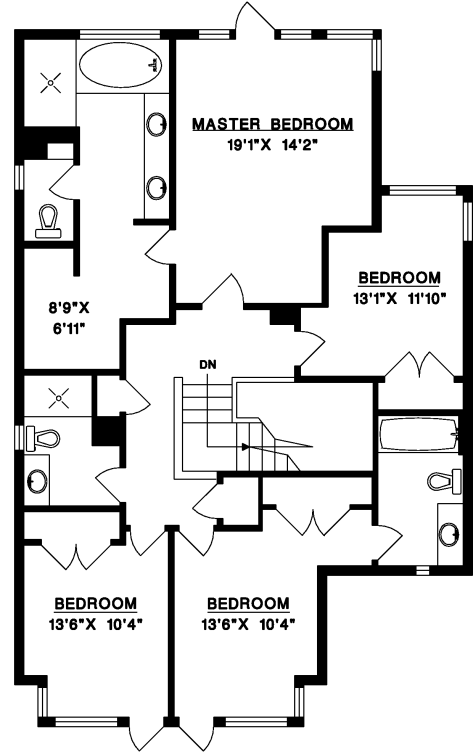 MASTER BEDROOM
19'1"X 14'2"
BEDROOM
13'1"X 11'10"
8'9"X
6'11"
DN
BEDROOM
13'6"X 10'4"
BEDROOM
13'6"X 10'4"